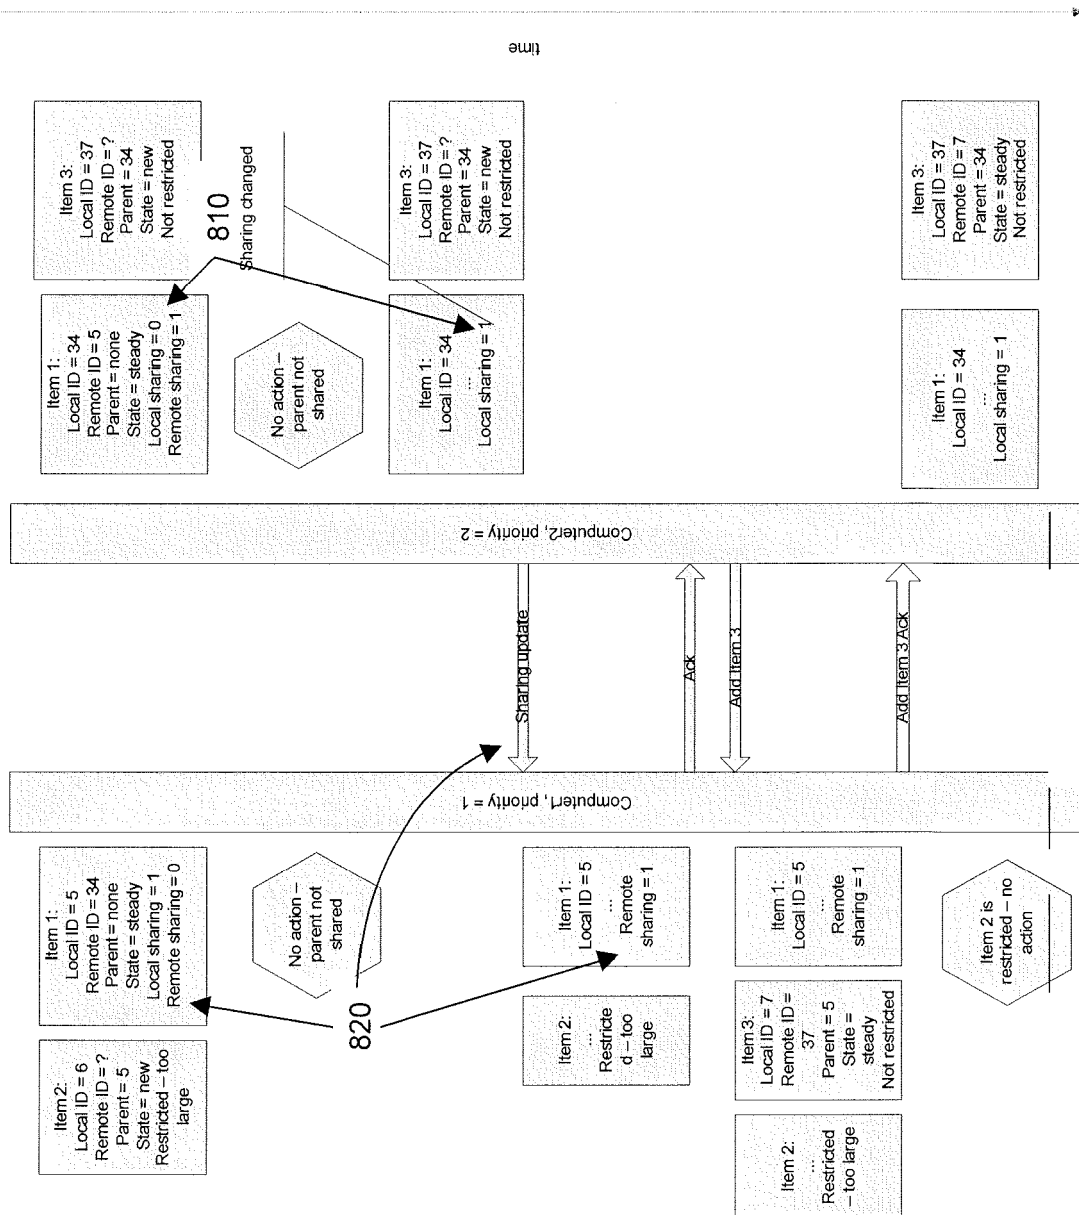 time
Item 3:
Local ID = 37
Remote ID = ?
Parent = 34
State = new
Not restricted
810
Sharing changed
Item 1:
Local ID = 34
Remote ID = 5
Parent = none
State = steady
Local sharing = 0
Remote sharing = 1
No action –
parent not
shared
Item 3:
Local ID = 37
Remote ID = ?
Parent = 34
State = new
Not restricted
Item 1:
Local ID = 34
...
Local sharing = 1
Item 3:
Local ID = 37
Remote ID = 7
Parent = 34
State = steady
Not restricted
Item 1:
Local ID = 34
...
Local sharing = 1
Computer2, priority = 2
Sharing update
Ack
Add Item 3
Add Item 3 Ack
Computer1, priority = 1
Item 1:
Local ID = 5
Remote ID = 34
Parent = none
State = steady
Local sharing = 1
Remote sharing = 0
No action –
parent not
shared
820
Item 2:
Local ID = 6
Remote ID = ?
Parent = 5
State = new
Restricted – too
large
Item 1:
Local ID = 5
...
Remote
sharing = 1
Item 2:
...
Restricte
d – too
large
Item 1:
Local ID = 5
...
Remote
sharing = 1
Item 3:
Local ID = 7
Remote ID =
37
Parent = 5
State =
steady
Not restricted
Item 2:
...
Restricted
– too large
Item 2 is
restricted – no
action